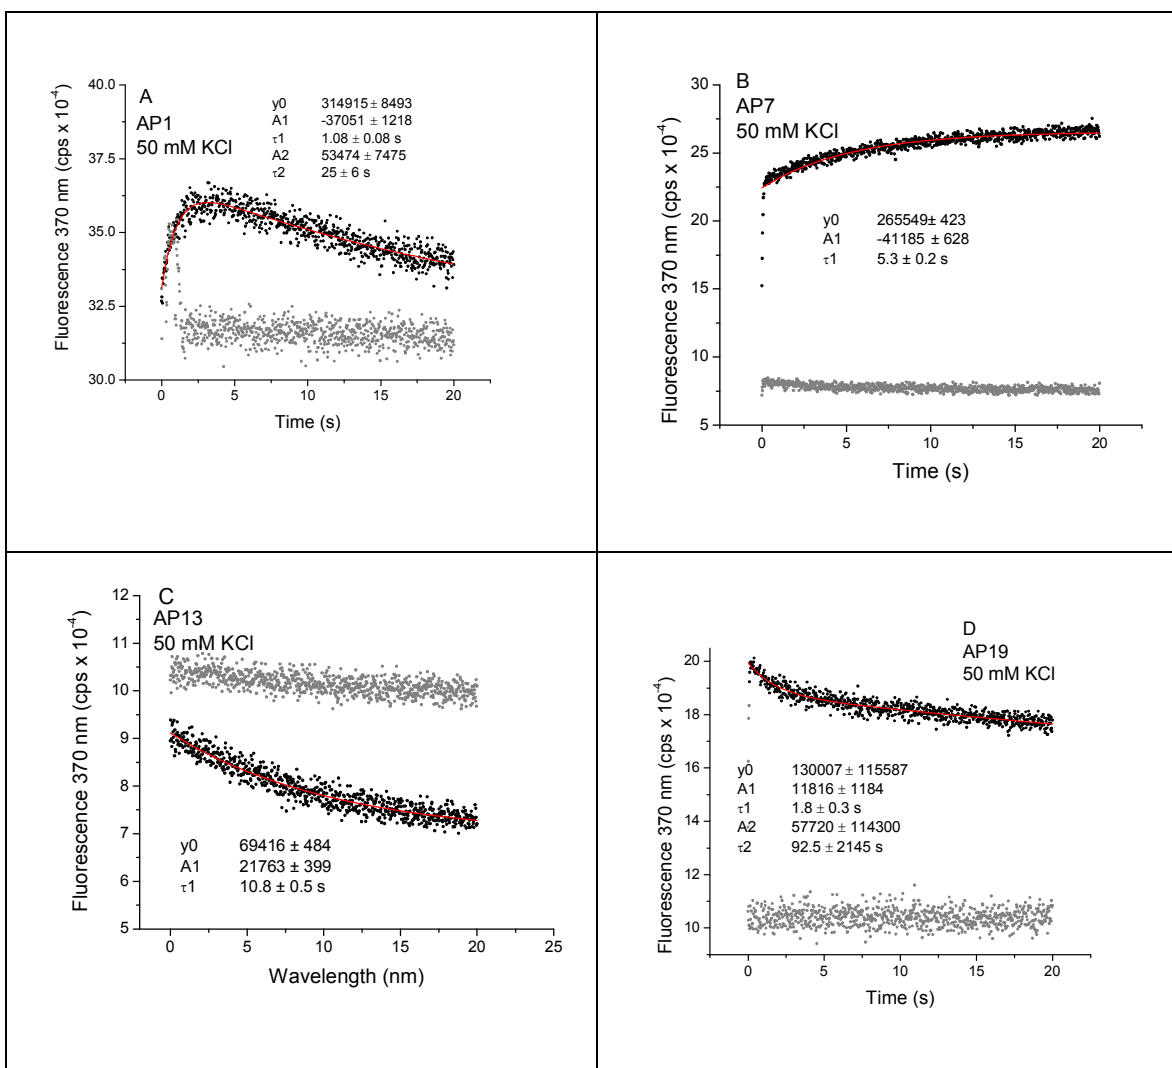 A
AP1
50 mM KCl
y0 314915 ± 8493
A1 -37051 ± 1218
τ1 1.08 ± 0.08 s
A2 53474 ± 7475
τ2 25 ± 6 s
Fluorescence 370 nm (cps x 10⁻⁴)
40.0
37.5
35.0
32.5
30.0
0 5 10 15 20
Time (s)
B
AP7
50 mM KCl
y0 265549± 423
A1 -41185 ± 628
τ1 5.3 ± 0.2 s
Fluorescence 370 nm (cps x 10⁻⁴)
30
25
20
15
10
5
0 5 10 15 20
Time (s)
C
AP13
50 mM KCl
y0 69416 ± 484
A1 21763 ± 399
τ1 10.8 ± 0.5 s
Fluorescence 370 nm (cps x 10⁻⁴)
12
11
10
9
8
7
6
5
0 5 10 15 20 25
Wavelength (nm)
D
AP19
50 mM KCl
y0 130007 ± 115587
A1 11816 ± 1184
τ1 1.8 ± 0.3 s
A2 57720 ± 114300
τ2 92.5 ± 2145 s
Fluorescence 370 nm (cps x 10⁻⁴)
20
18
16
14
12
10
0 5 10 15 20
Time (s)